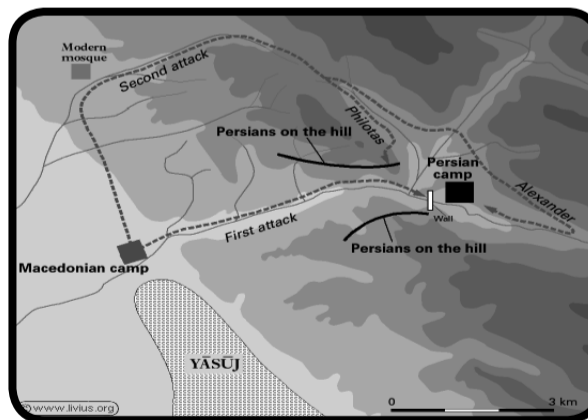 Modern
mosque
Second attack
Philotas
Persians on the hill
Persian
camp
Alexander
Wall
First attack
Persians on the hill
Macedonian camp
YĀSŪJ
© www.livius.org
0
3 km